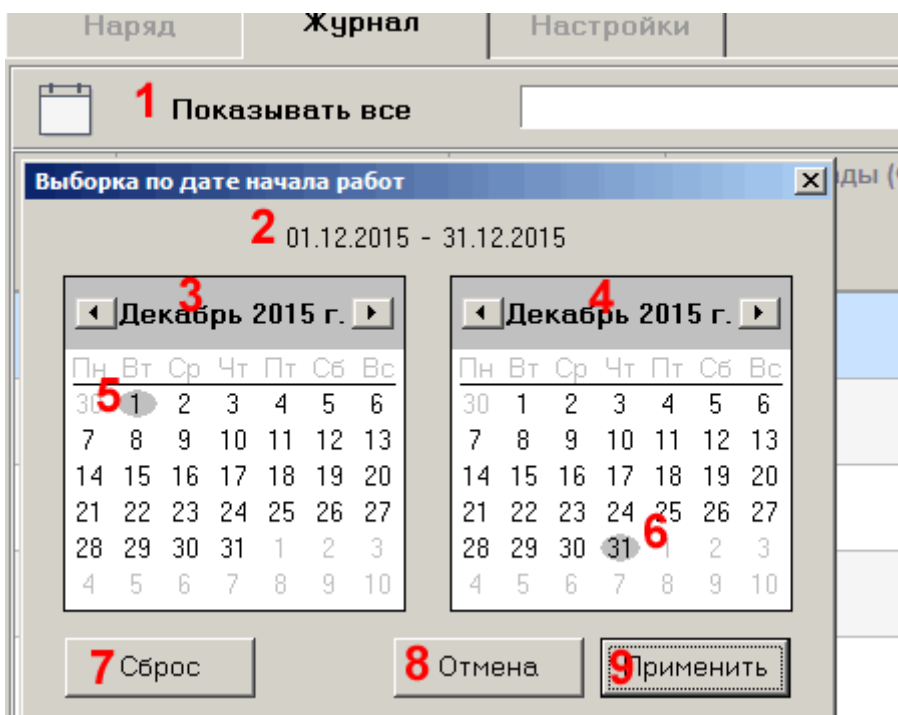 Наряд Журнал Настройки
1 Показывать все
Выборка по дате начала работ
ды (
2 01.12.2015 - 31.12.2015
3 4
Декабрь 2015 г. Декабрь 2015 г.
Пн Вт Ср Чт Пт Сб Вс Пн Вт Ср Чт Пт Сб Вс
5
30 1 2 3 4 5 6 30 1 2 3 4 5 6
7 8 9 10 11 12 13 7 8 9 10 11 12 13
14 15 16 17 18 19 20 14 15 16 17 18 19 20
21 22 23 24 25 26 27 21 22 23 24 25 26 27
6
28 29 30 31 1 2 3 28 29 30 31 1 2 3
4 5 6 7 8 9 10 4 5 6 7 8 9 10
7 Сброс 8 Отмена 9 Применить